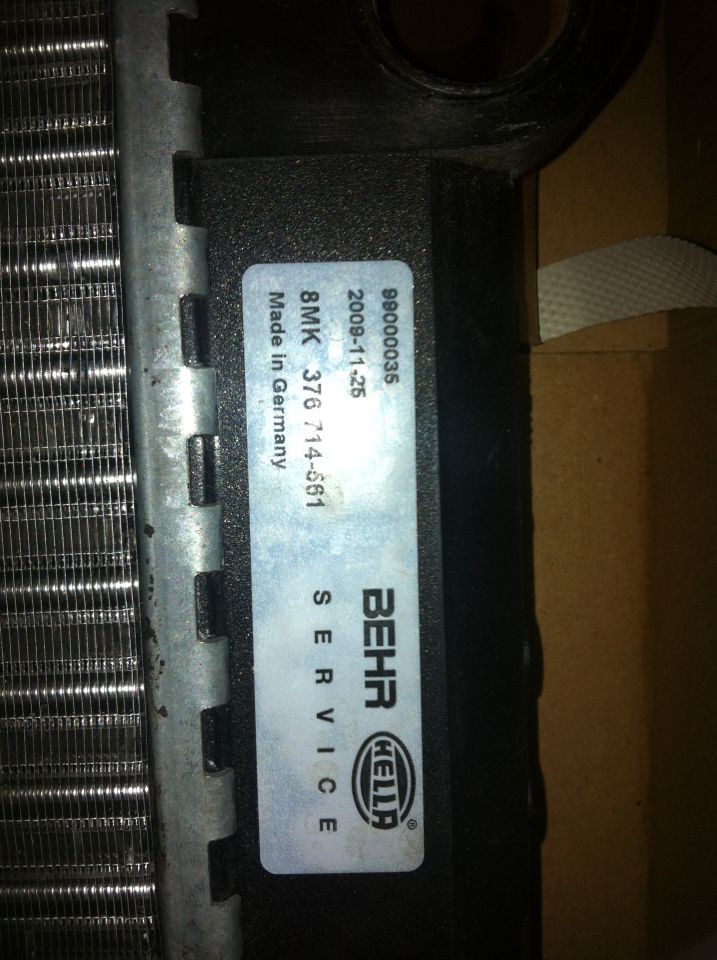 99000035
2009-11-25
8MK 376 714-561
Made in Germany
BEHR HELLA®
SERVICE